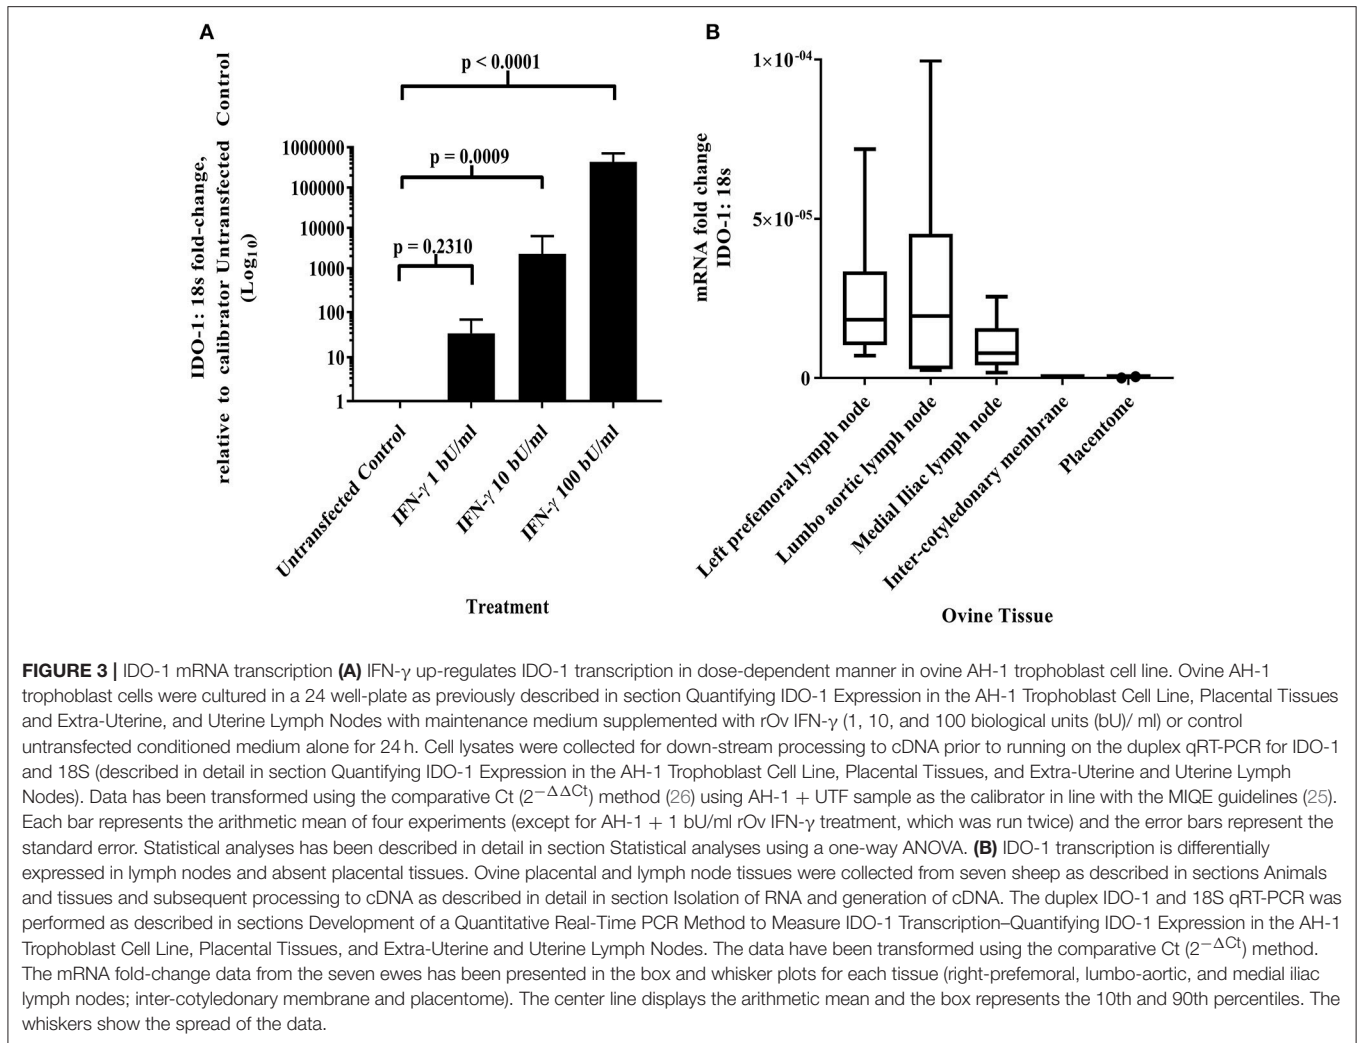 A
IDO-1: 18s fold-change,
relative to calibrator Untransfected Control
(Log10)
1000000
100000
10000
1000
100
10
1
p < 0.0001
p = 0.0009
p = 0.2310
Untransfected Control
IFN-γ 1 bU/ml
IFN-γ 10 bU/ml
IFN-γ 100 bU/ml
Treatment
B
mRNA fold change
IDO-1: 18s
1×10⁻⁰⁴
5×10⁻⁰⁵
0
Left prefemoral lymph node
Lumbo aortic lymph node
Medial Iliac lymph node
Inter-cotyledonary membrane
Placentome
Ovine Tissue
FIGURE 3 | IDO-1 mRNA transcription (A) IFN-γ up-regulates IDO-1 transcription in dose-dependent manner in ovine AH-1 trophoblast cell line. Ovine AH-1
trophoblast cells were cultured in a 24 well-plate as previously described in section Quantifying IDO-1 Expression in the AH-1 Trophoblast Cell Line, Placental Tissues
and Extra-Uterine, and Uterine Lymph Nodes with maintenance medium supplemented with rOv IFN-γ (1, 10, and 100 biological units (bU)/ ml) or control
untransfected conditioned medium alone for 24 h. Cell lysates were collected for down-stream processing to cDNA prior to running on the duplex qRT-PCR for IDO-1
and 18S (described in detail in section Quantifying IDO-1 Expression in the AH-1 Trophoblast Cell Line, Placental Tissues, and Extra-Uterine and Uterine Lymph
Nodes). Data has been transformed using the comparative Ct (2^−ΔΔCt) method (26) using AH-1 + UTF sample as the calibrator in line with the MIQE guidelines (25).
Each bar represents the arithmetic mean of four experiments (except for AH-1 + 1 bU/ml rOv IFN-γ treatment, which was run twice) and the error bars represent the
standard error. Statistical analyses has been described in detail in section Statistical analyses using a one-way ANOVA. (B) IDO-1 transcription is differentially
expressed in lymph nodes and absent placental tissues. Ovine placental and lymph node tissues were collected from seven sheep as described in sections Animals
and tissues and subsequent processing to cDNA as described in detail in section Isolation of RNA and generation of cDNA. The duplex IDO-1 and 18S qRT-PCR was
performed as described in sections Development of a Quantitative Real-Time PCR Method to Measure IDO-1 Transcription–Quantifying IDO-1 Expression in the AH-1
Trophoblast Cell Line, Placental Tissues, and Extra-Uterine and Uterine Lymph Nodes. The data have been transformed using the comparative Ct (2^−ΔCt) method.
The mRNA fold-change data from the seven ewes has been presented in the box and whisker plots for each tissue (right-prefemoral, lumbo-aortic, and medial iliac
lymph nodes; inter-cotyledonary membrane and placentome). The center line displays the arithmetic mean and the box represents the 10th and 90th percentiles. The
whiskers show the spread of the data.